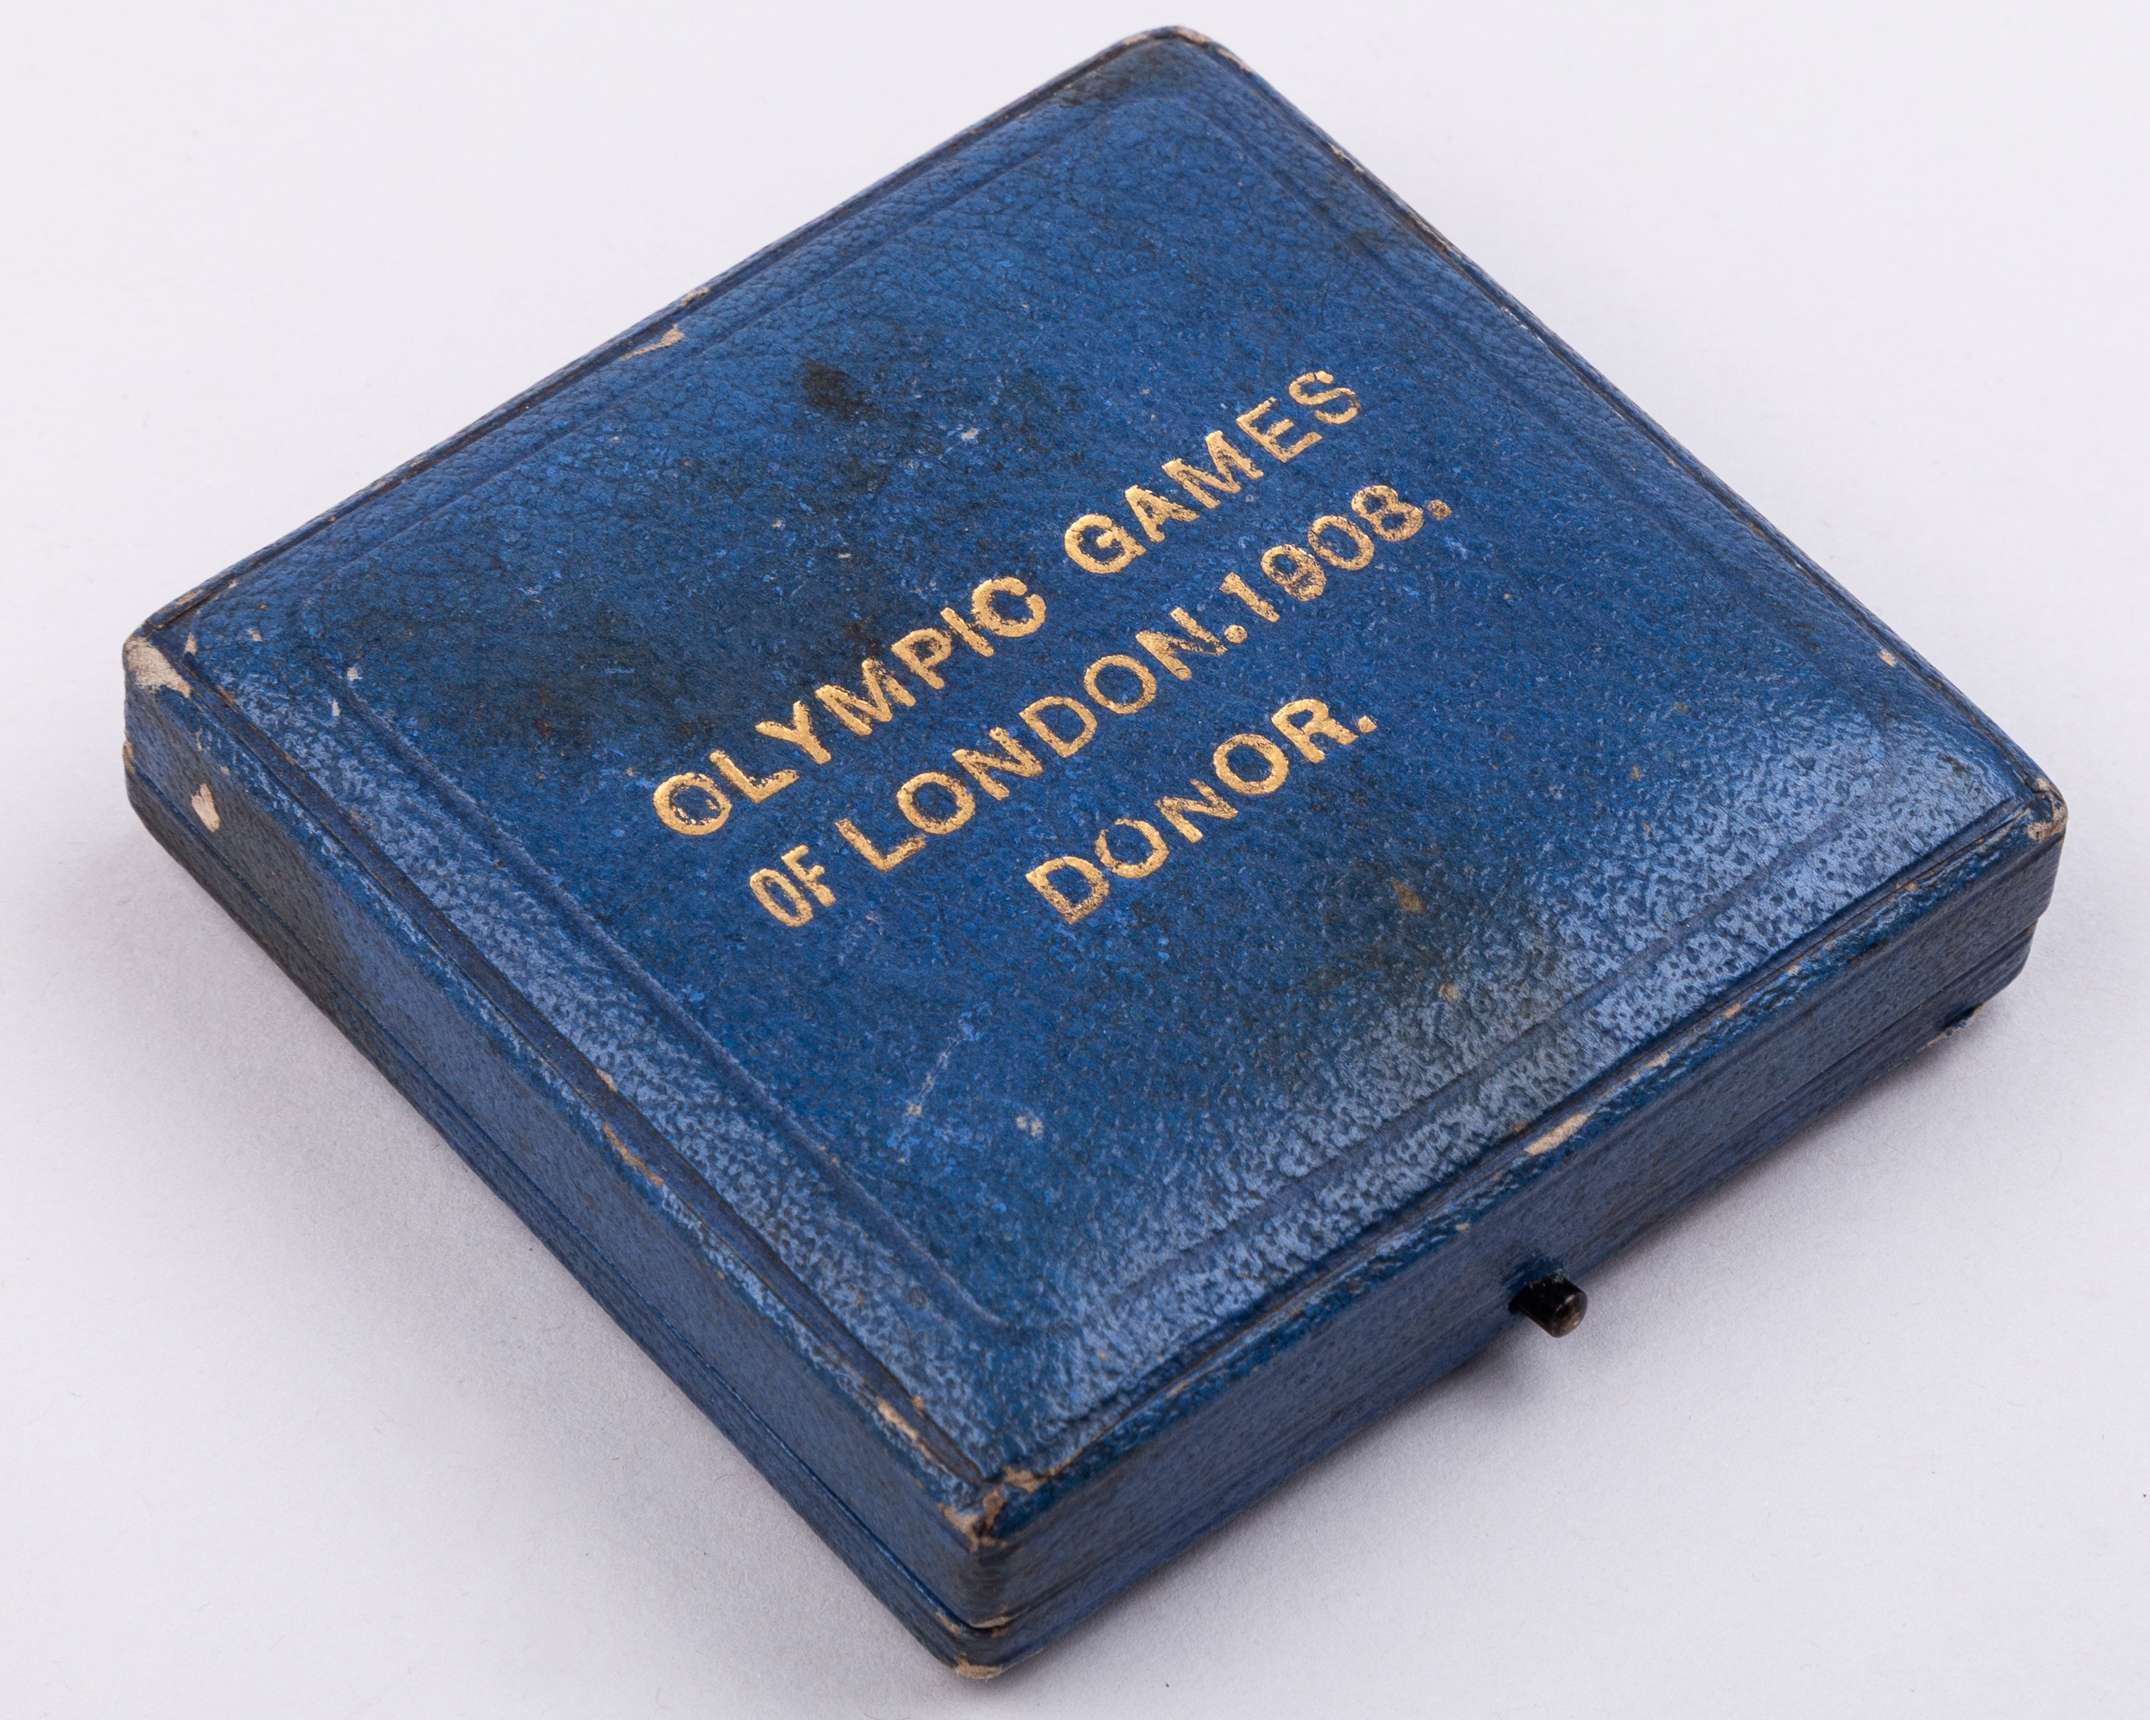 OLYMPIC GAMES
OF LONDON.1908.
DONOR.